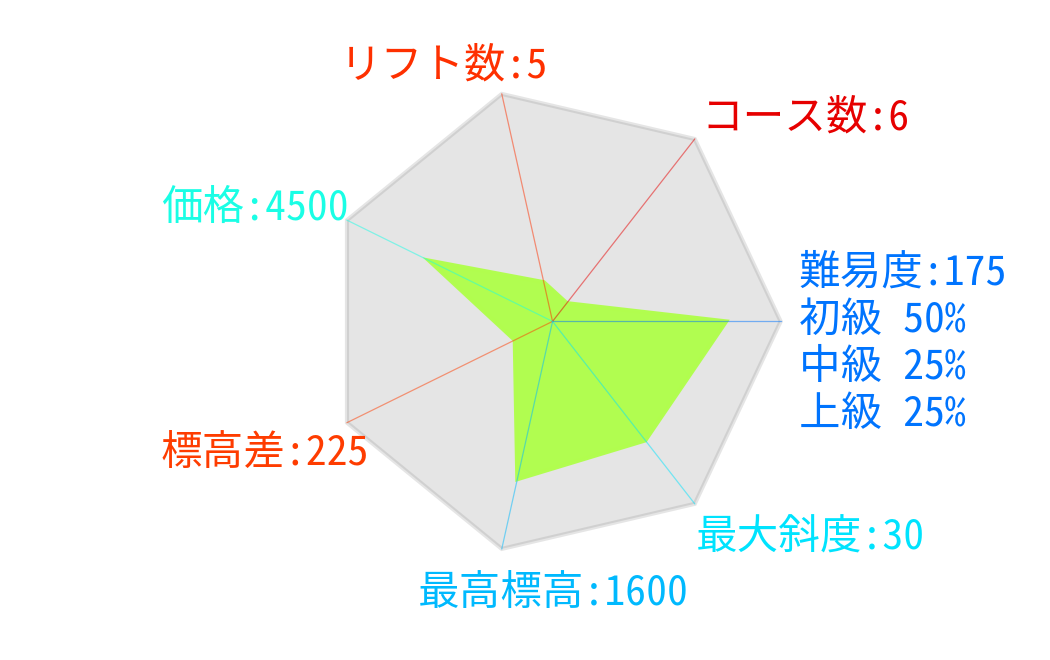 リフト数:5
コース数:6
価格:4500
難易度:175
初級 50%
中級 25%
上級 25%
標高差:225
最大斜度:30
最高標高:1600